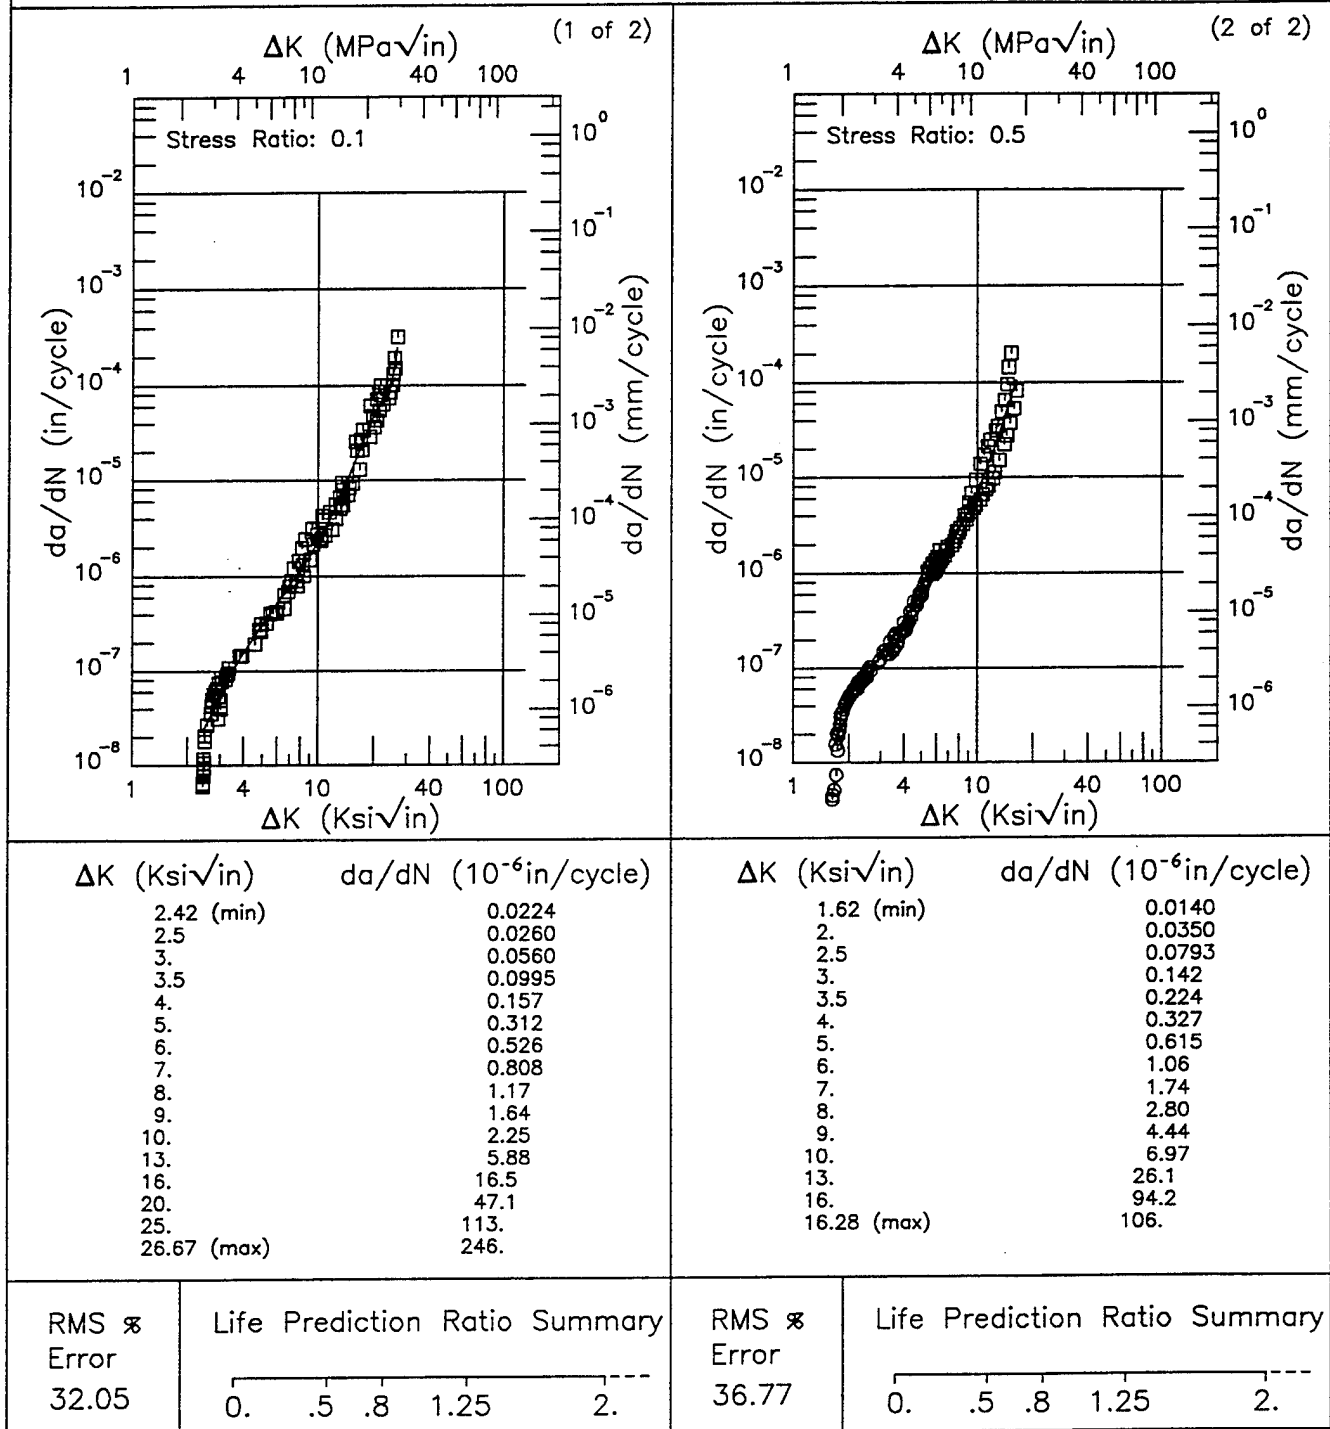 (1 of 2)
ΔK (MPa√in)
1 4 10 40 100
Stress Ratio: 0.1
10⁰
10⁻²
10⁻¹
10⁻³
10⁻²
10⁻⁴
10⁻³
10⁻⁵
10⁻⁴
10⁻⁶
10⁻⁵
10⁻⁷
10⁻⁶
10⁻⁸
da/dN (in/cycle)
da/dN (mm/cycle)
1 4 10 40 100
ΔK (Ksi√in)
ΔK (Ksi√in) da/dN (10⁻⁶in/cycle)
2.42 (min) 0.0224
2.5 0.0260
3. 0.0560
3.5 0.0995
4. 0.157
5. 0.312
6. 0.526
7. 0.808
8. 1.17
9. 1.64
10. 2.25
13. 5.88
16. 16.5
20. 47.1
25. 113.
26.67 (max) 246.
RMS %
Error
32.05
Life Prediction Ratio Summary
0. .5 .8 1.25 2.
(2 of 2)
ΔK (MPa√in)
1 4 10 40 100
Stress Ratio: 0.5
10⁰
10⁻²
10⁻¹
10⁻³
10⁻²
10⁻⁴
10⁻³
10⁻⁵
10⁻⁴
10⁻⁶
10⁻⁵
10⁻⁷
10⁻⁶
10⁻⁸
da/dN (in/cycle)
da/dN (mm/cycle)
1 4 10 40 100
ΔK (Ksi√in)
ΔK (Ksi√in) da/dN (10⁻⁶in/cycle)
1.62 (min) 0.0140
2. 0.0350
2.5 0.0793
3. 0.142
3.5 0.224
4. 0.327
5. 0.615
6. 1.06
7. 1.74
8. 2.80
9. 4.44
10. 6.97
13. 26.1
16. 94.2
16.28 (max) 106.
RMS %
Error
36.77
Life Prediction Ratio Summary
0. .5 .8 1.25 2.